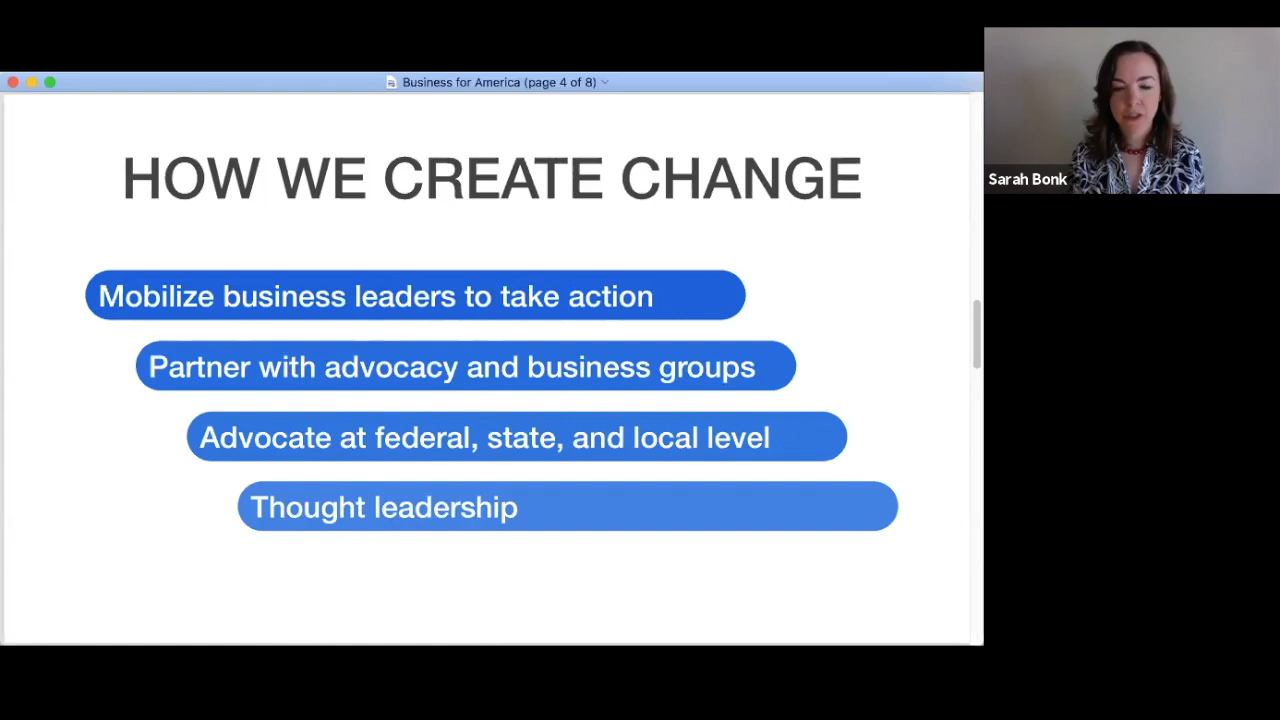 Business for America (page 4 of 8)
Sarah Bonk
HOW WE CREATE CHANGE
Mobilize business leaders to take action
Partner with advocacy and business groups
Advocate at federal, state, and local level
Thought leadership